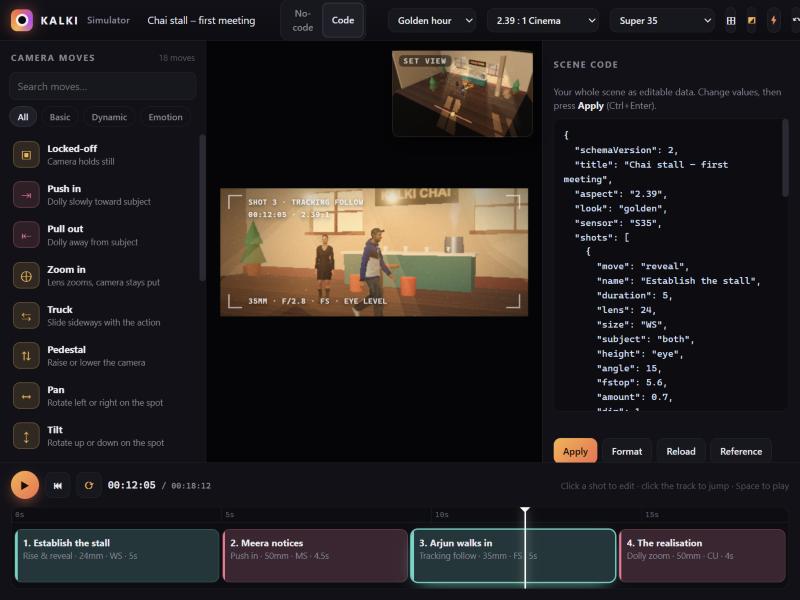 KALKI Simulator
Chai stall – first meeting
No-code
Code
Golden hour
2.39 : 1 Cinema
Super 35
CAMERA MOVES
18 moves
Search moves...
All
Basic
Dynamic
Emotion
Locked-off
Camera holds still
Push in
Dolly slowly toward subject
Pull out
Dolly away from subject
Zoom in
Lens zooms, camera stays put
Truck
Slide sideways with the action
Pedestal
Raise or lower the camera
Pan
Rotate left or right on the spot
Tilt
Rotate up or down on the spot
SET VIEW
KALKI CHAI
SHOT 3 · TRACKING FOLLOW
00:12:05 · 2.39:1
35MM · F/2.8 · FS · EYE LEVEL
SCENE CODE
Your whole scene as editable data. Change values, then
press Apply (Ctrl+Enter).
{
"schemaVersion": 2,
"title": "Chai stall – first
meeting",
"aspect": "2.39",
"look": "golden",
"sensor": "S35",
"shots": [
{
"move": "reveal",
"name": "Establish the stall",
"duration": 5,
"lens": 24,
"size": "WS",
"subject": "both",
"height": "eye",
"angle": 15,
"fstop": 5.6,
"amount": 0.7,
"dir": 1
Apply
Format
Reload
Reference
00:12:05 / 00:18:12
Click a shot to edit · click the track to jump · Space to play
0s
5s
10s
15s
1. Establish the stall
Rise & reveal · 24mm · WS · 5s
2. Meera notices
Push in · 50mm · MS · 4.5s
3. Arjun walks in
Tracking follow · 35mm · FS · 5s
4. The realisation
Dolly zoom · 50mm · CU · 4s